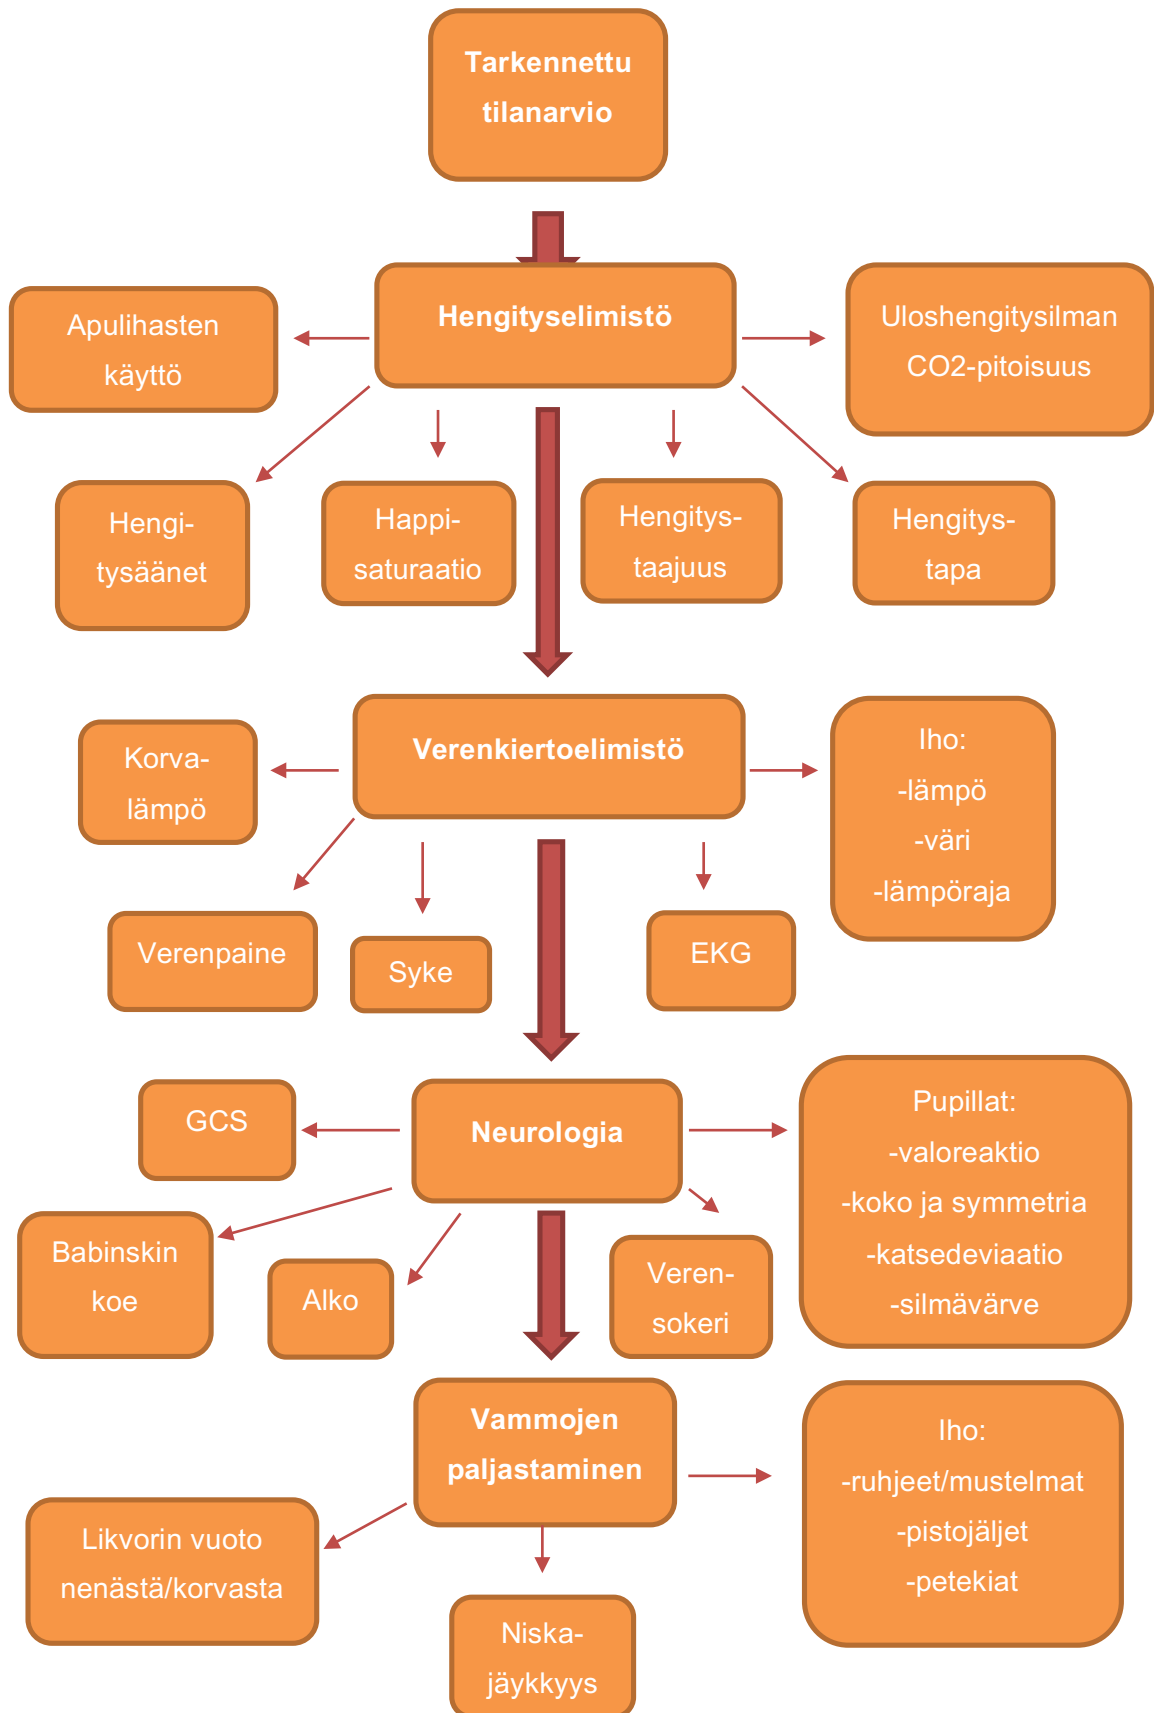 Tarkennettu
tilanarvio
Hengityselimistö
Apulihasten
käyttö
Uloshengitysilman
CO2-pitoisuus
Hengi-
tysäänet
Happi-
saturaatio
Hengitys-
taajuus
Hengitys-
tapa
Verenkiertoelimistö
Korva-
lämpö
Iho:
-lämpö
-väri
-lämpöraja
Verenpaine
Syke
EKG
Neurologia
GCS
Pupillat:
-valoreaktio
-koko ja symmetria
-katsedeviaatio
-silmävärve
Babinskin
koe
Alko
Veren-
sokeri
Vammojen
paljastaminen
Iho:
-ruhjeet/mustelmat
-pistojäljet
-petekiat
Likvorin vuoto
nenästä/korvasta
Niska-
jäykkyys